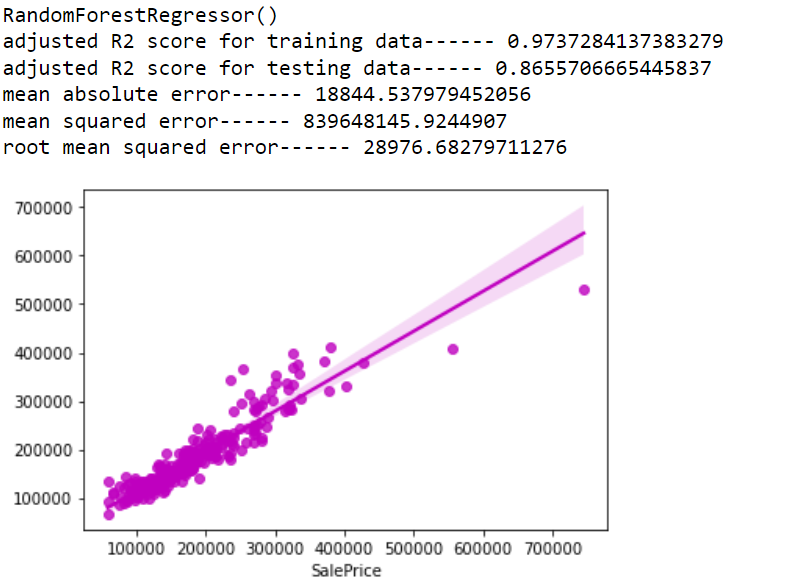 RandomForestRegressor()
adjusted R2 score for training data------ 0.9737284137383279
adjusted R2 score for testing data------ 0.8655706665445837
mean absolute error------ 18844.537979452056
mean squared error------ 839648145.9244907
root mean squared error------ 28976.68279711276
700000
600000
500000
400000
300000
200000
100000
100000 200000 300000 400000 500000 600000 700000
SalePrice